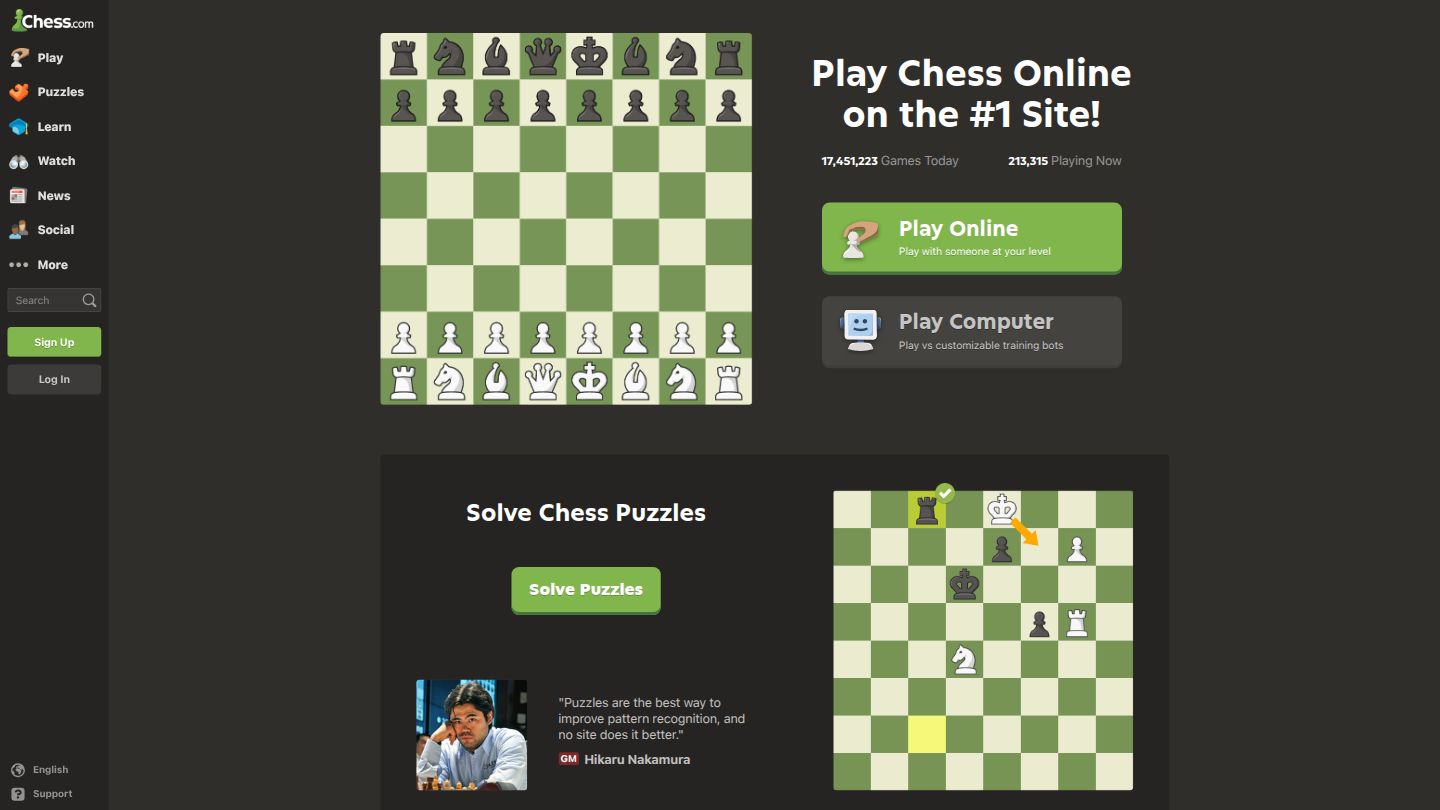 Chess.com
Play
Puzzles
Learn
Watch
News
Social
More
Search
Sign Up
Log In
English
Support
Play Chess Online
on the #1 Site!
17,451,223 Games Today
213,315 Playing Now
Play Online
Play with someone at your level
Play Computer
Play vs customizable training bots
Solve Chess Puzzles
Solve Puzzles
"Puzzles are the best way to
improve pattern recognition, and
no site does it better."
GM Hikaru Nakamura